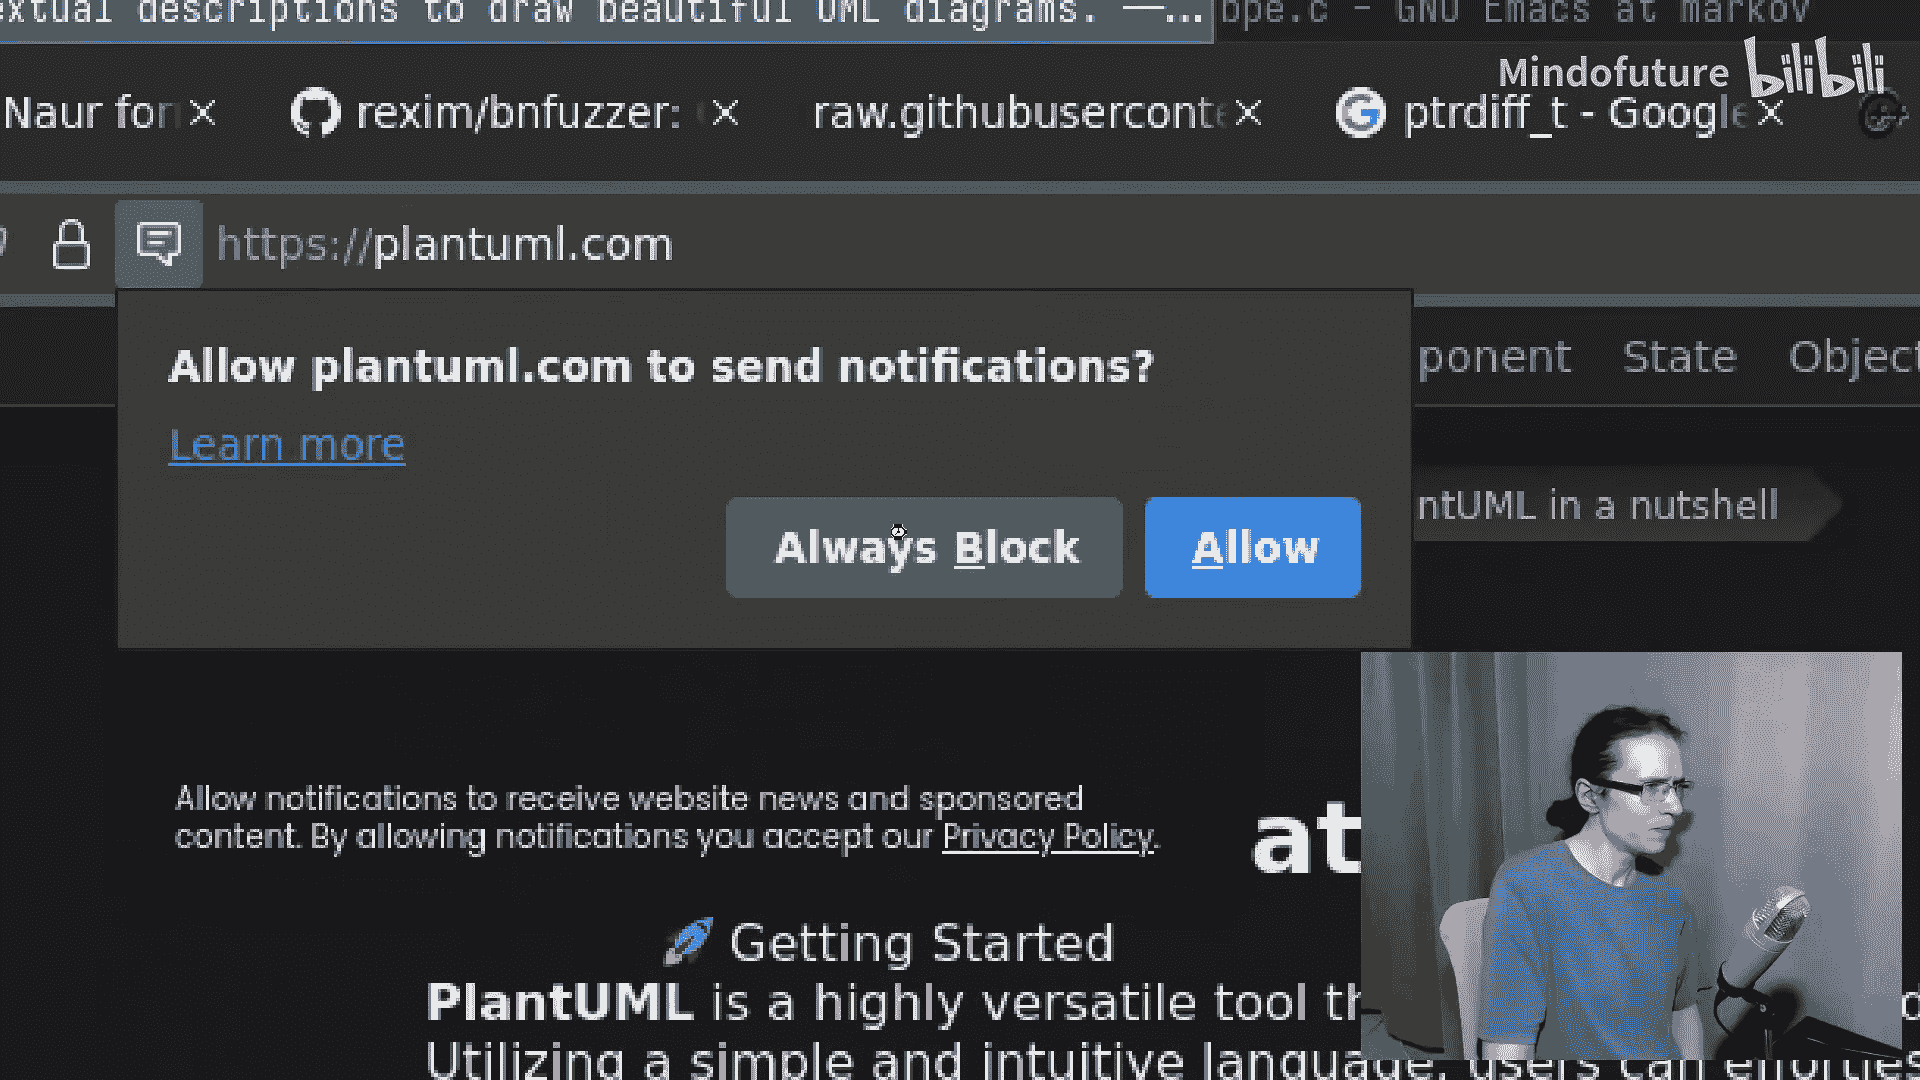 extual descriptions to draw beautiful UML diagrams. —...
bpe.c - GNU Emacs at markov
Mindofuture bilibili
Naur for
rexim/bnfuzzer:
raw.githubuserconte
ptrdiff_t - Google
https://plantuml.com
Allow plantuml.com to send notifications?
Learn more
Always Block
Allow
ponent State Object
ntUML in a nutshell
Allow notifications to receive website news and sponsored
content. By allowing notifications you accept our Privacy Policy.
at
Getting Started
PlantUML is a highly versatile tool th
Utilizing a simple and intuitive language, users can